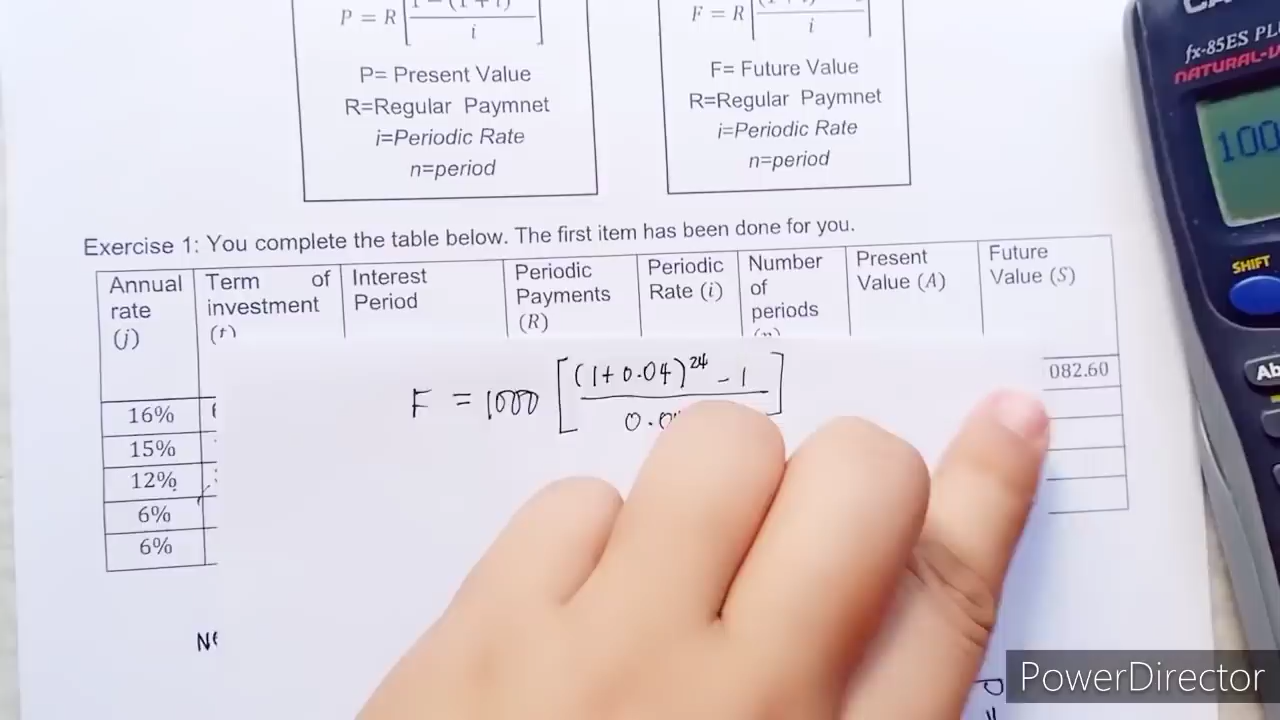 P = R [ / i ]
P= Present Value
R=Regular Paymnet
i=Periodic Rate
n=period
F = R [ / i ]
F= Future Value
R=Regular Paymnet
i=Periodic Rate
n=period
fx-85ES PL
NATURAL-V
100
SHIFT
Exercise 1: You complete the table below. The first item has been done for you.
Annual rate (j)
Term of investment (t)
Interest Period
Periodic Payments (R)
Periodic Rate (i)
Number of periods
Present Value (A)
Future Value (S)
082.60
16%
15%
12%
6%
6%
F = 1000 [ (1+0.04)^24 - 1 / 0.0
PowerDirector